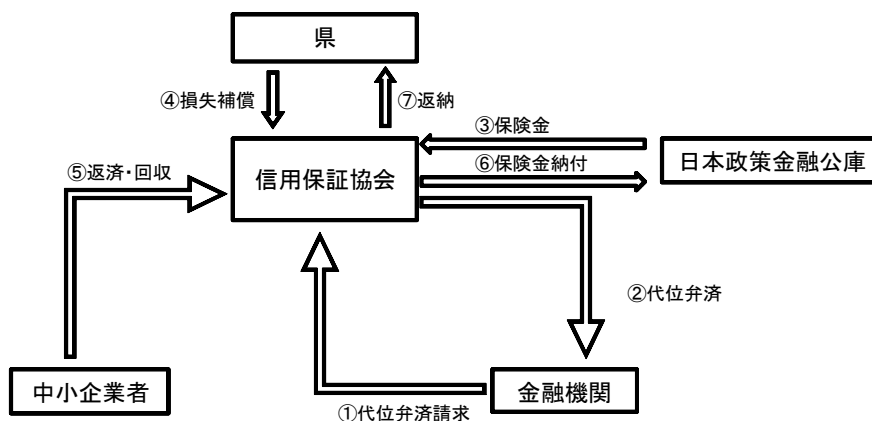 県
④損失補償
⑦返納
③保険金
日本政策金融公庫
⑤返済・回収
信用保証協会
⑥保険金納付
②代位弁済
中小企業者
金融機関
①代位弁済請求